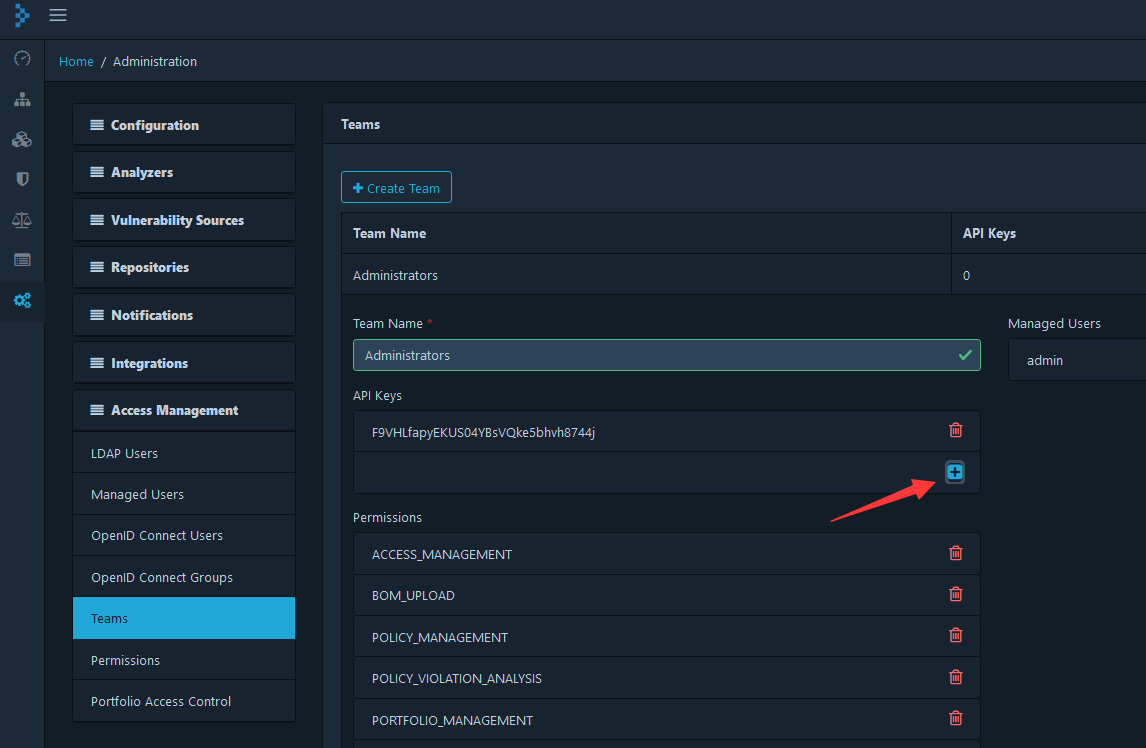 Home / Administration
Configuration
Analyzers
Vulnerability Sources
Repositories
Notifications
Integrations
Access Management
LDAP Users
Managed Users
OpenID Connect Users
OpenID Connect Groups
Teams
Permissions
Portfolio Access Control
Teams
Create Team
Team Name API Keys
Administrators 0
Team Name *
Administrators
API Keys
F9VHLfapyEKUS04YBsVQke5bhvh8744j
Permissions
ACCESS_MANAGEMENT
BOM_UPLOAD
POLICY_MANAGEMENT
POLICY_VIOLATION_ANALYSIS
PORTFOLIO_MANAGEMENT
Managed Users
admin